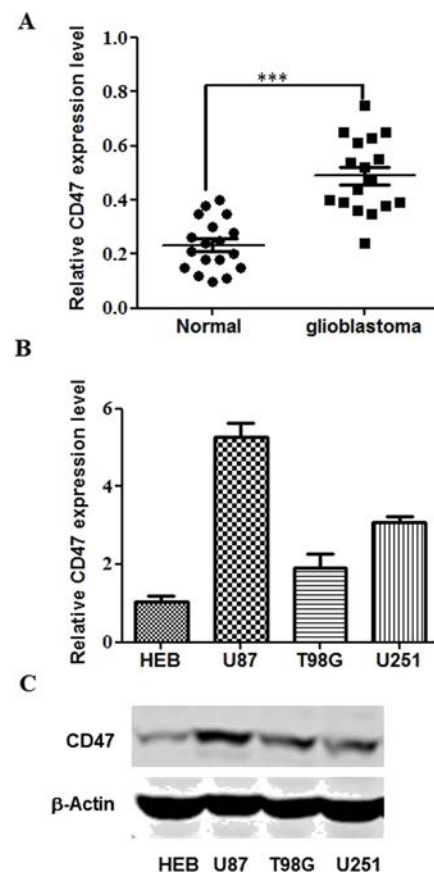 A
Relative CD47 expression level
1.0
0.8
0.6
0.4
0.2
0.0
***
Normal glioblastoma
B
Relative CD47 expression level
6
4
2
0
HEB U87 T98G U251
C
CD47
β-Actin
HEB U87 T98G U251